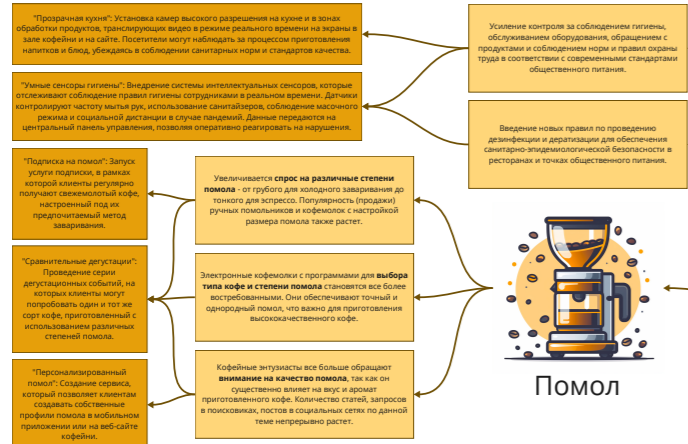 "Прозрачная кухня": Установка камер высокого разрешения на кухне и в зонах
обработки продуктов, транслирующих видео в режиме реального времени на экраны в
зале кофейни и на сайте. Посетители могут наблюдать за процессом приготовления
напитков и блюд, убеждаясь в соблюдении санитарных норм и стандартов качества.
Усиление контроля за соблюдением гигиены,
обслуживанием оборудования, обращением с
продуктами и соблюдением норм и правил охраны
труда в соответствии с современными стандартами
общественного питания.
"Умные сенсоры гигиены": Внедрение системы интеллектуальных сенсоров, которые
отслеживают соблюдение правил гигиены сотрудниками в реальном времени. Датчики
контролируют частоту мытья рук, использование санитайзеров, соблюдение масочного
режима и социальной дистанции в случае пандемий. Данные передаются на
центральный панель управления, позволяя оперативно реагировать на нарушения.
Введение новых правил по проведению
дезинфекции и дератизации для обеспечения
санитарно-эпидемиологической безопасности в
ресторанах и точках общественного питания.
"Подписка на помол": Запуск
услуги подписки, в рамках
которой клиенты регулярно
получают свежемолотый кофе,
настроенный под их
предпочитаемый метод
заваривания.
Увеличивается спрос на различные степени
помола - от грубого для холодного заваривания до
тонкого для эспрессо. Популярность (продажи)
ручных помольников и кофемолок с настройкой
размера помола также растет.
"Сравнительные дегустации":
Проведение серии
дегустационных событий, на
которых клиенты могут
попробовать один и тот же
сорт кофе, приготовленный с
использованием различных
степеней помола.
Электронные кофемолки с программами для выбора
типа кофе и степени помола становятся все более
востребованными. Они обеспечивают точный и
однородный помол, что важно для приготовления
высококачественного кофе.
"Персонализированный
помол": Создание сервиса,
который позволяет клиентам
создавать собственные
профили помола в мобильном
приложении или на веб-сайте
кофейни.
Кофейные энтузиасты все больше обращают
внимание на качество помола, так как он
существенно влияет на вкус и аромат
приготовленного кофе. Количество статей, запросов
в поисковиках, постов в социальных сетях по данной
теме непрерывно растет.
Помол